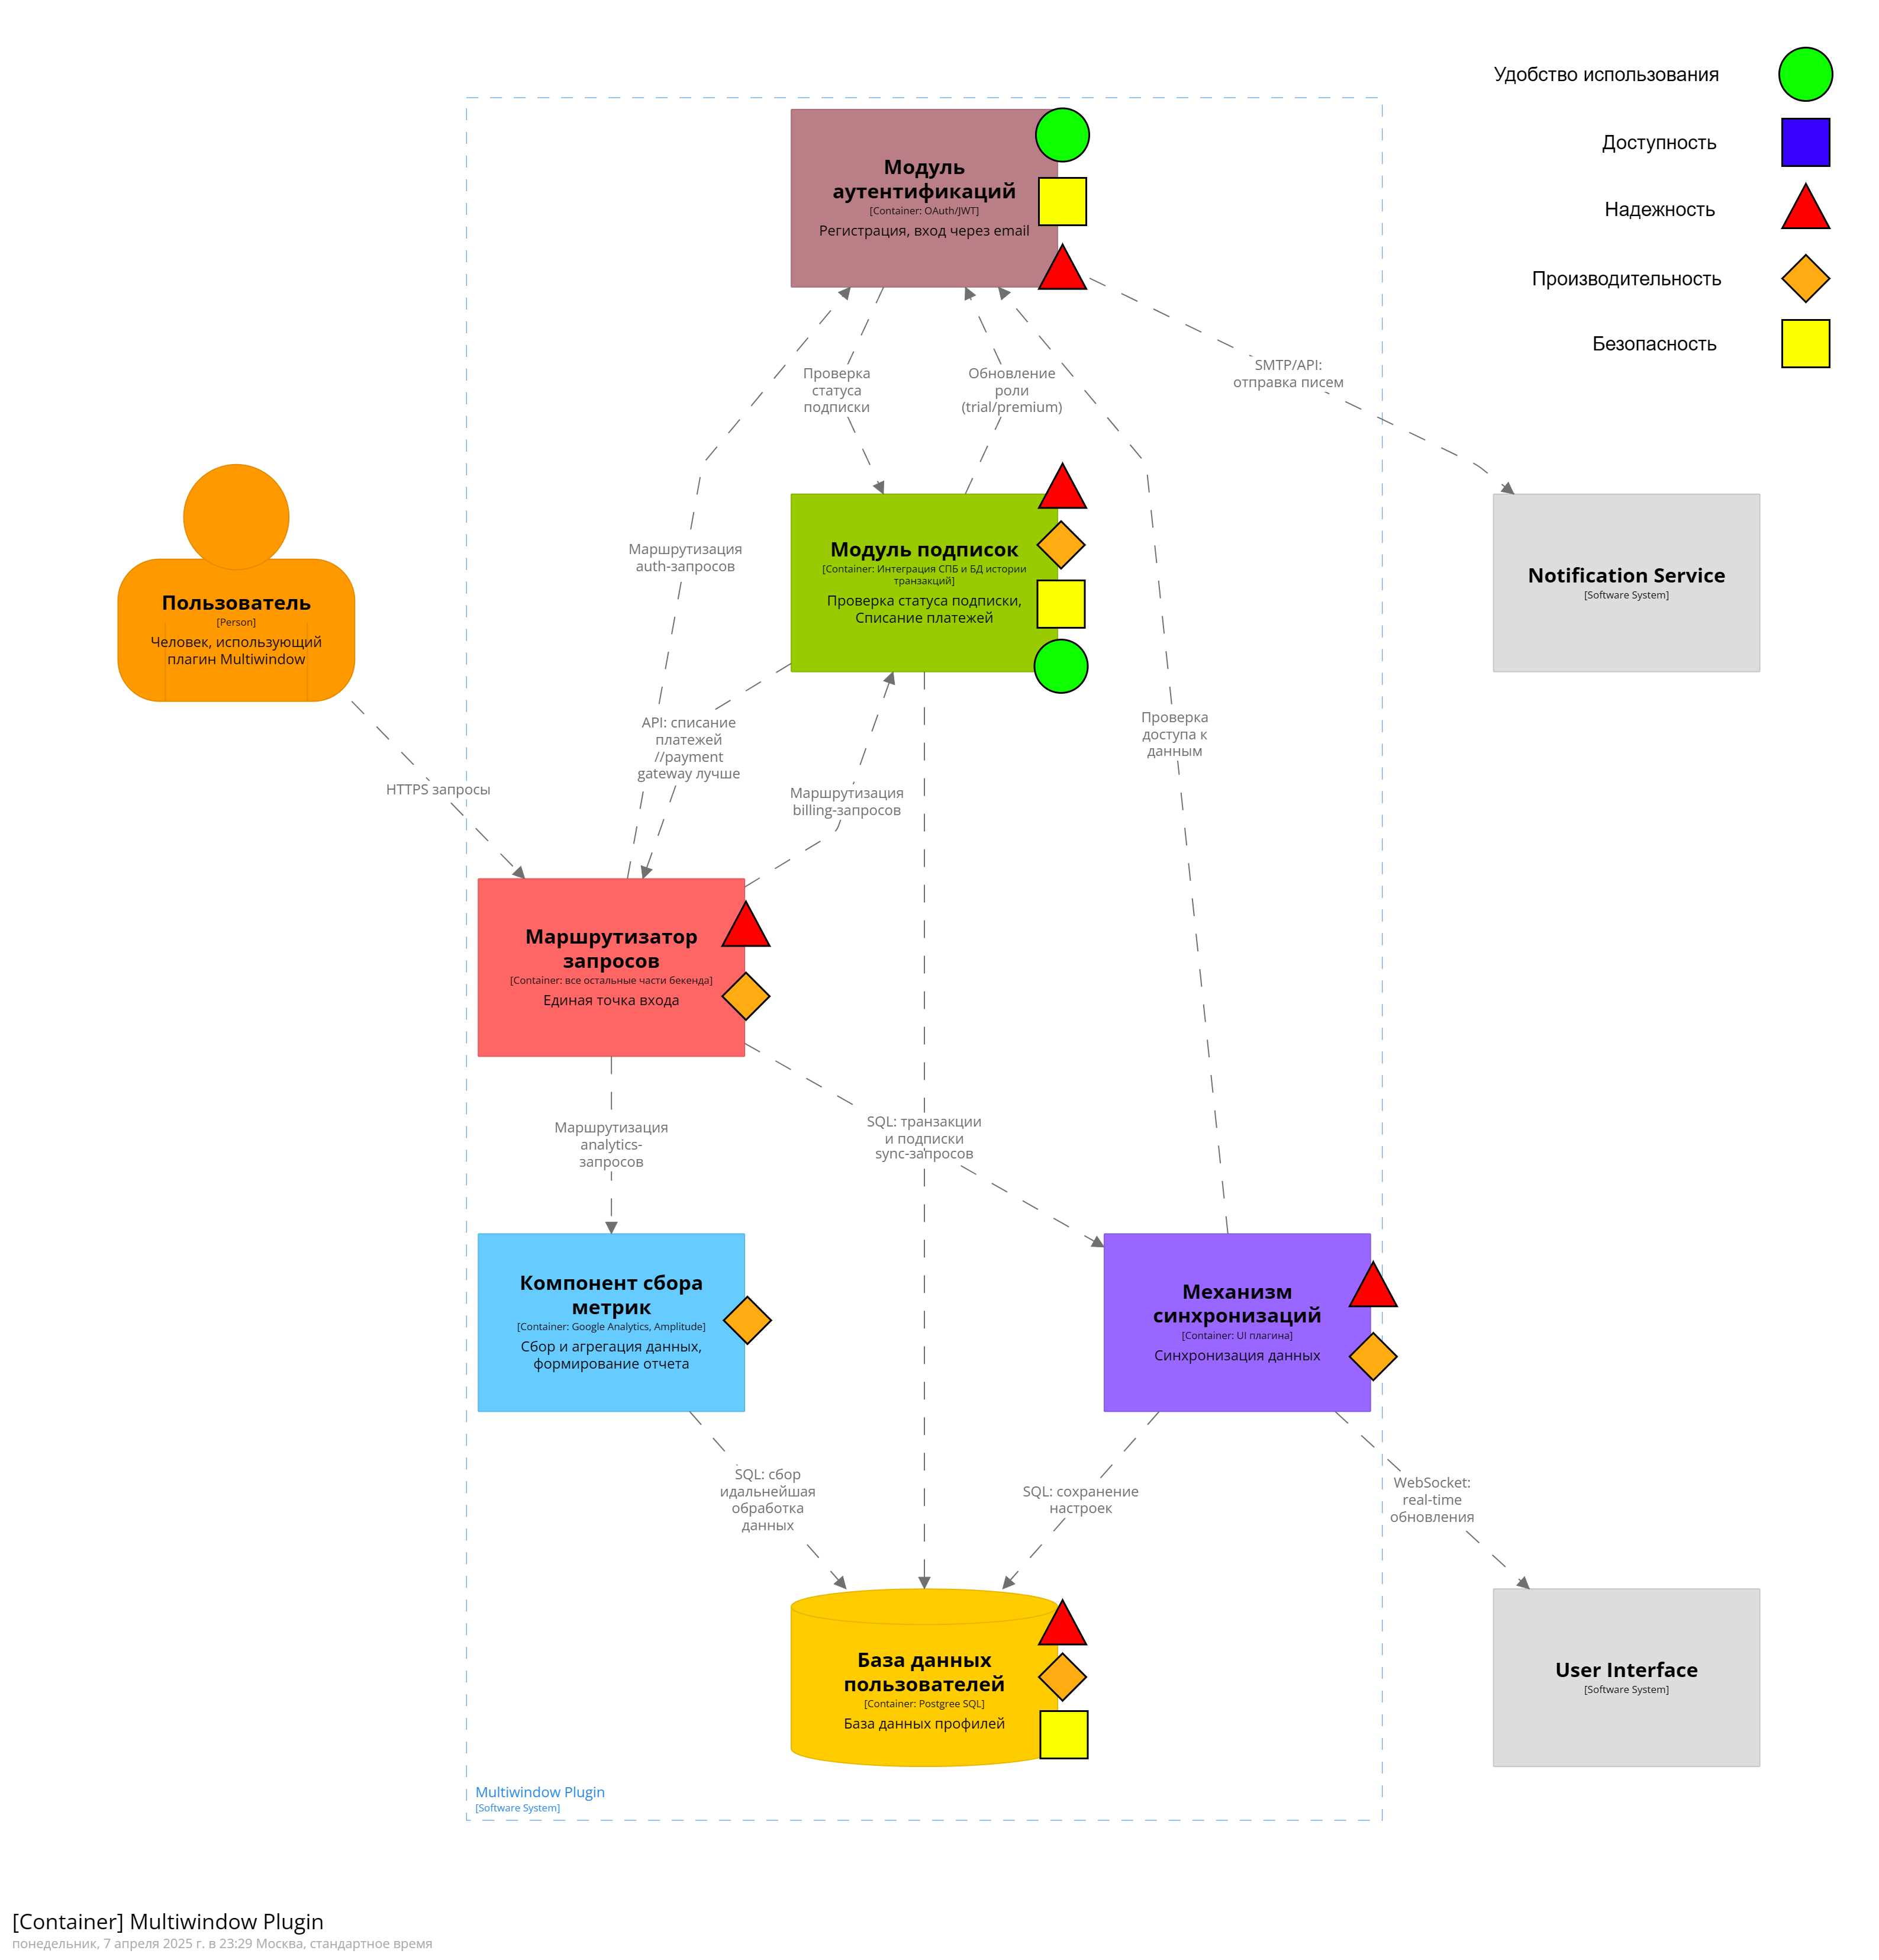 Удобство использования
Доступность
Надежность
Производительность
Безопасность
Модуль
аутентификаций
[Container: OAuth/JWT]
Регистрация, вход через email
Проверка
статуса
подписки
Обновление
роли
(trial/premium)
SMTP/API:
отправка писем
Маршрутизация
auth-запросов
Модуль подписок
[Container: Интеграция СПБ и БД истории
транзакций]
Проверка статуса подписки,
Списание платежей
Notification Service
[Software System]
Пользователь
[Person]
Человек, использующий
плагин Multiwindow
HTTPS запросы
API: списание
платежей
//payment
gateway лучше
Маршрутизация
billing-запросов
Проверка
доступа к
данным
Маршрутизатор
запросов
[Container: все остальные части бекенда]
Единая точка входа
Маршрутизация
analytics-
запросов
SQL: транзакции
и подписки
sync-запросов
Компонент сбора
метрик
[Container: Google Analytics, Amplitude]
Сбор и агрегация данных,
формирование отчета
Механизм
синхронизаций
[Container: UI плагина]
Синхронизация данных
SQL: сбор
идальнейшая
обработка
данных
SQL: сохранение
настроек
WebSocket:
real-time
обновления
База данных
пользователей
[Container: Postgree SQL]
База данных профилей
User Interface
[Software System]
Multiwindow Plugin
[Software System]
[Container] Multiwindow Plugin
понедельник, 7 апреля 2025 г. в 23:29 Москва, стандартное время